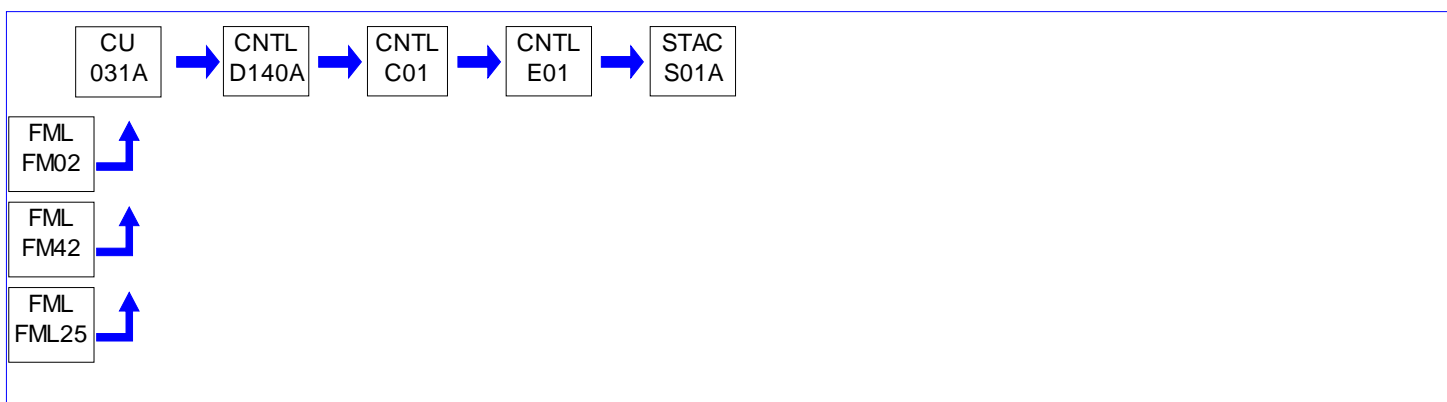 CU
031A
CNTL
D140A
CNTL
C01
CNTL
E01
STAC
S01A
FML
FM02
FML
FM42
FML
FML25